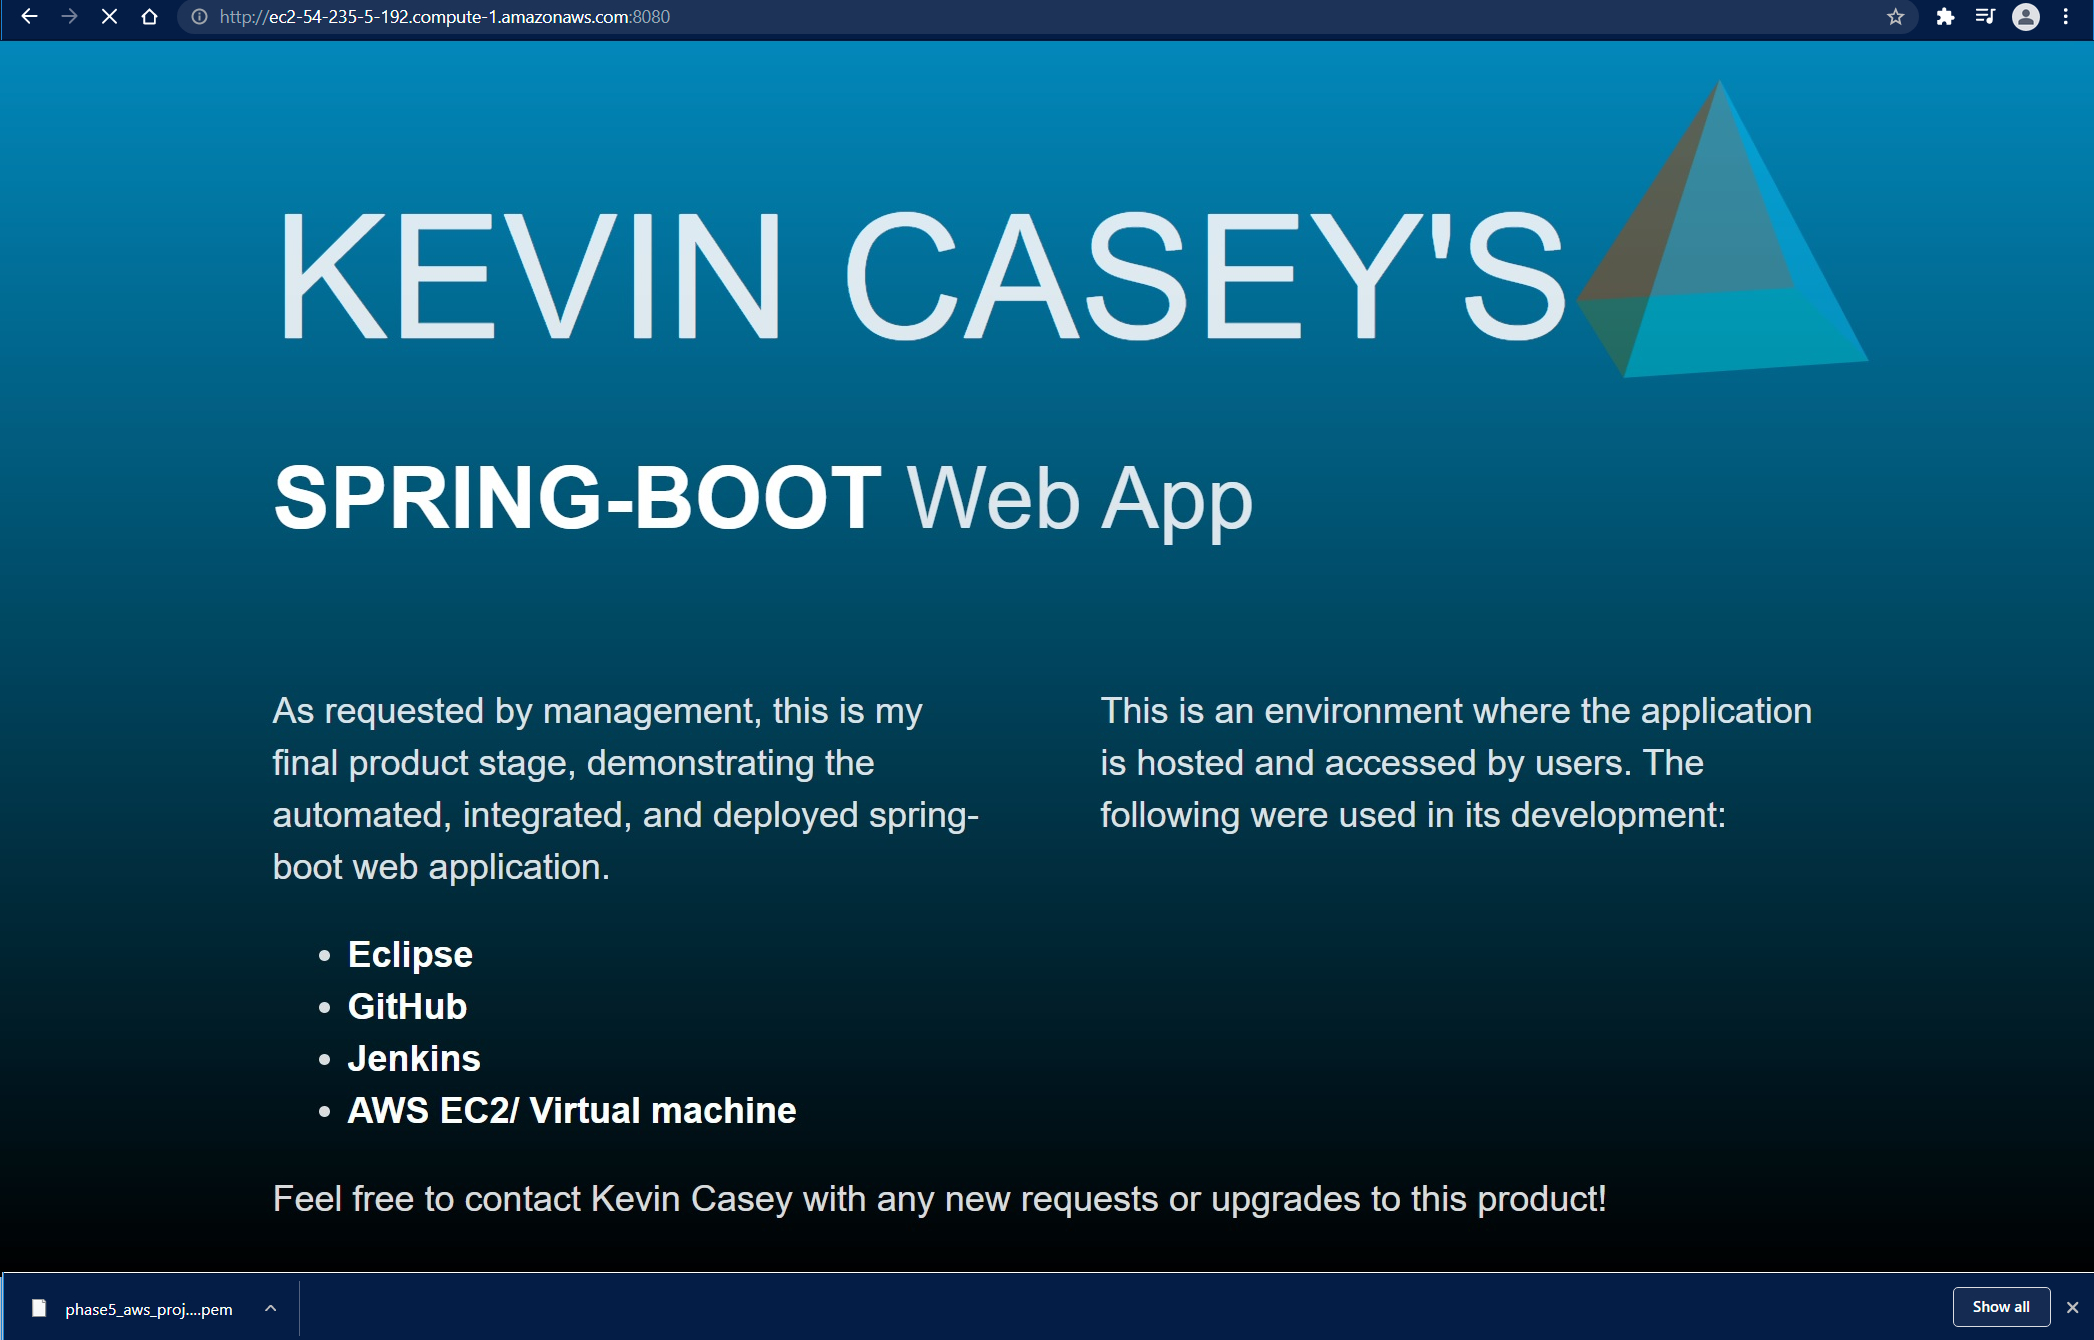 http://ec2-54-235-5-192.compute-1.amazonaws.com:8080
KEVIN CASEY'S
SPRING-BOOT Web App
As requested by management, this is my
final product stage, demonstrating the
automated, integrated, and deployed spring-
boot web application.
This is an environment where the application
is hosted and accessed by users. The
following were used in its development:
• Eclipse
• GitHub
• Jenkins
• AWS EC2/ Virtual machine
Feel free to contact Kevin Casey with any new requests or upgrades to this product!
phase5_aws_proj....pem
Show all